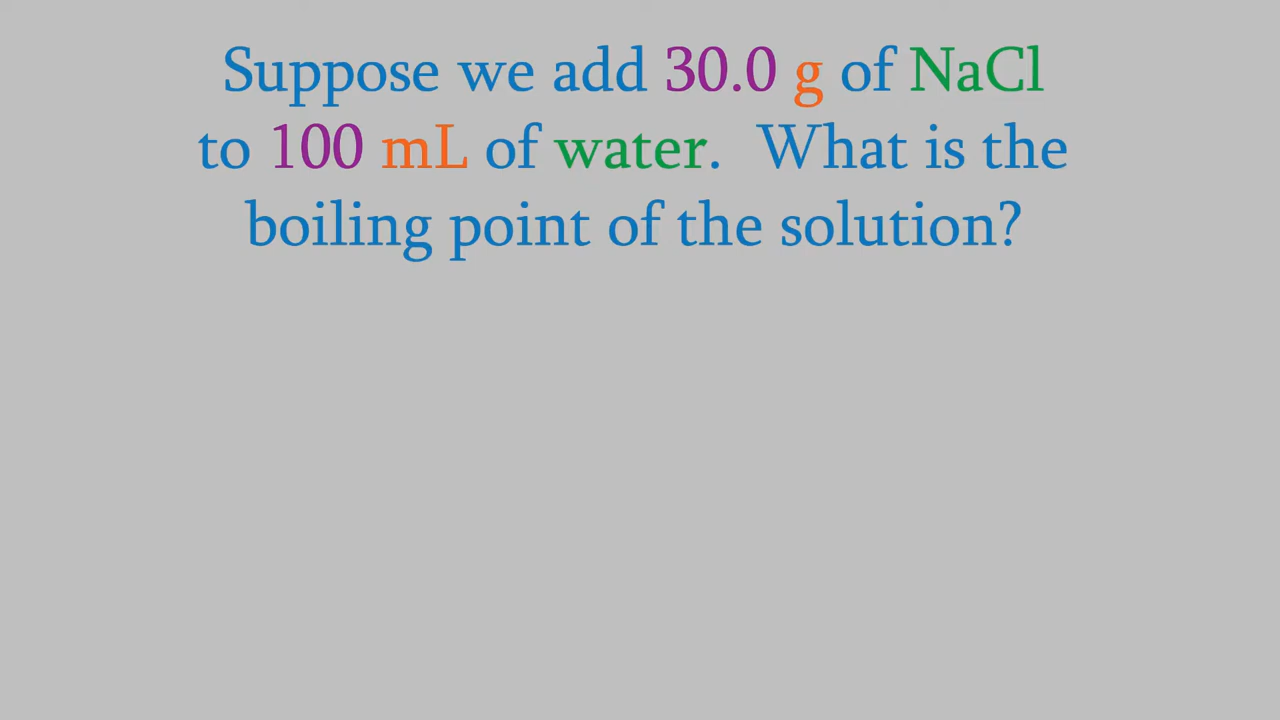 Suppose we add 30.0 g of NaCl
to 100 mL of water. What is the
boiling point of the solution?